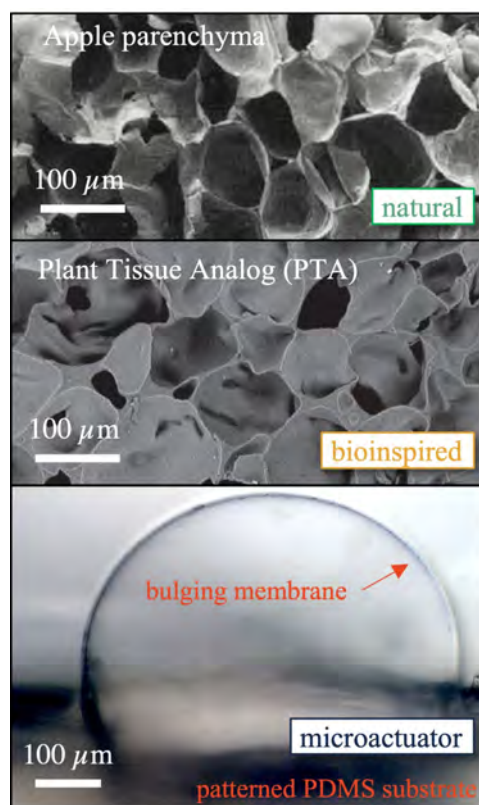 Apple parenchyma
100 µm
natural
Plant Tissue Analog (PTA)
100 µm
bioinspired
bulging membrane
microactuator
100 µm
patterned PDMS substrate